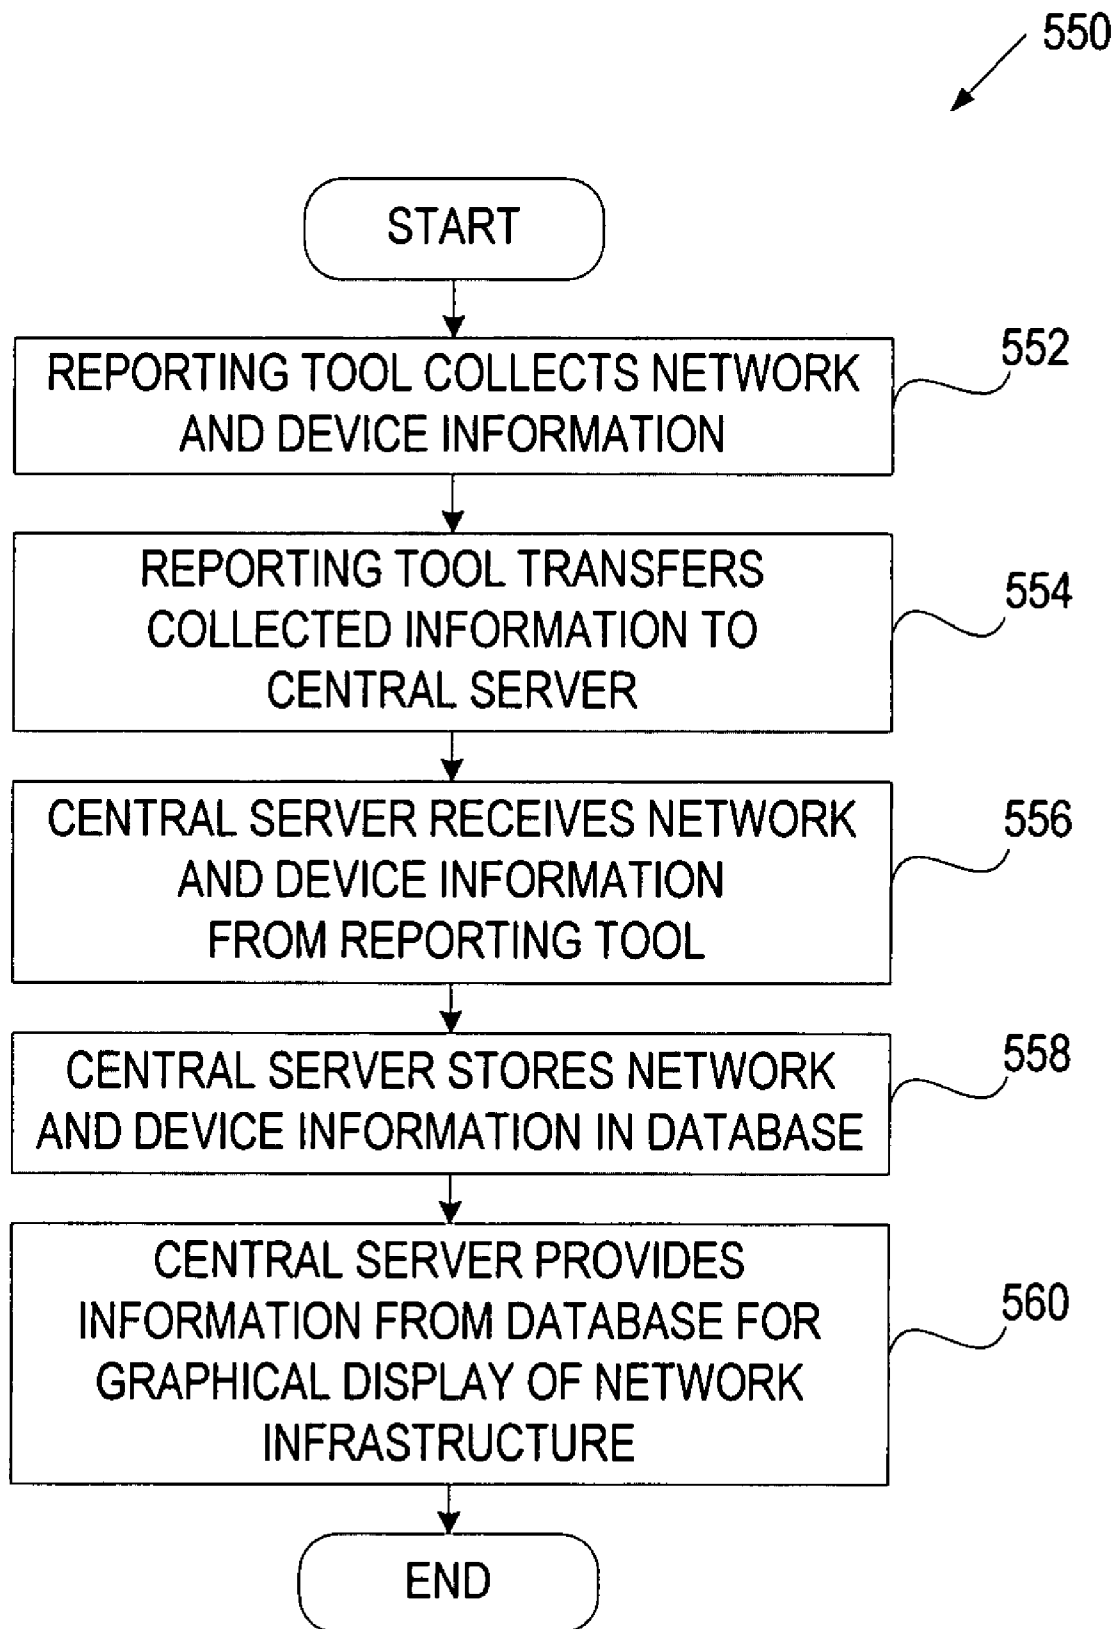 550
START
REPORTING TOOL COLLECTS NETWORK
AND DEVICE INFORMATION
552
REPORTING TOOL TRANSFERS
COLLECTED INFORMATION TO
CENTRAL SERVER
554
CENTRAL SERVER RECEIVES NETWORK
AND DEVICE INFORMATION
FROM REPORTING TOOL
556
CENTRAL SERVER STORES NETWORK
AND DEVICE INFORMATION IN DATABASE
558
CENTRAL SERVER PROVIDES
INFORMATION FROM DATABASE FOR
GRAPHICAL DISPLAY OF NETWORK
INFRASTRUCTURE
560
END